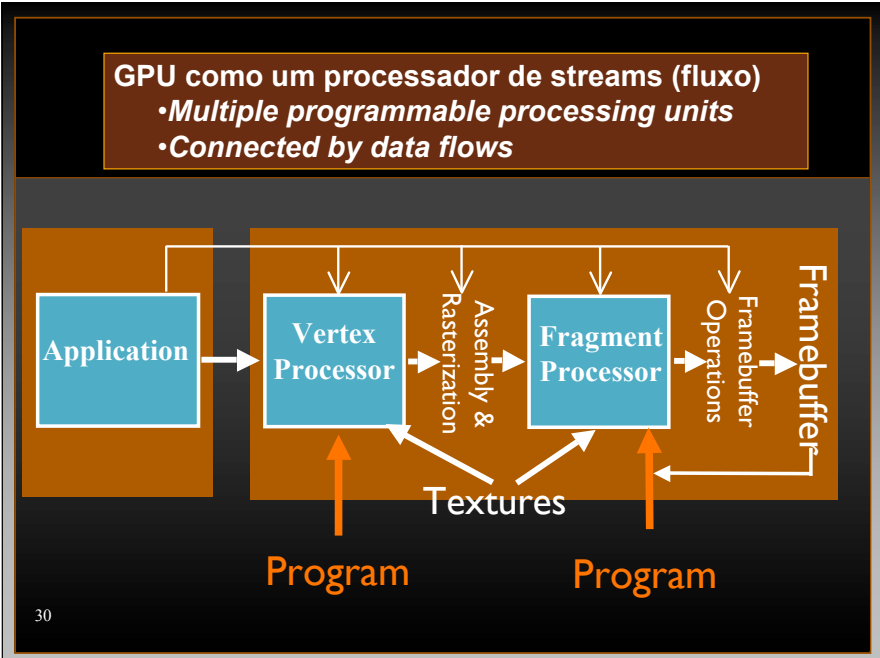 GPU como um processador de streams (fluxo)
•Multiple programmable processing units
•Connected by data flows
Application
Vertex
Processor
Assembly &
Rasterization
Fragment
Processor
Framebuffer
Operations
Framebuffer
Textures
Program
Program
30